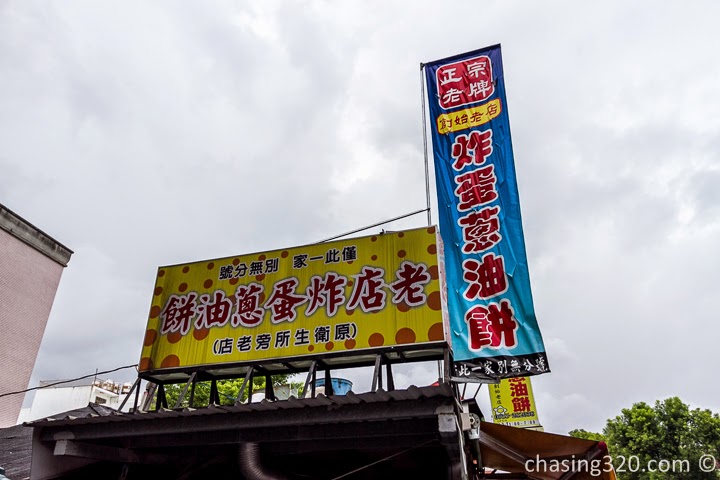 僅此一家 別無分號
老店炸蛋蔥油餅
(原衛生所旁老店)
正宗
老牌
創始老店
炸蛋蔥油餅
此一家 別無分號
油餅
chasing320.com ©